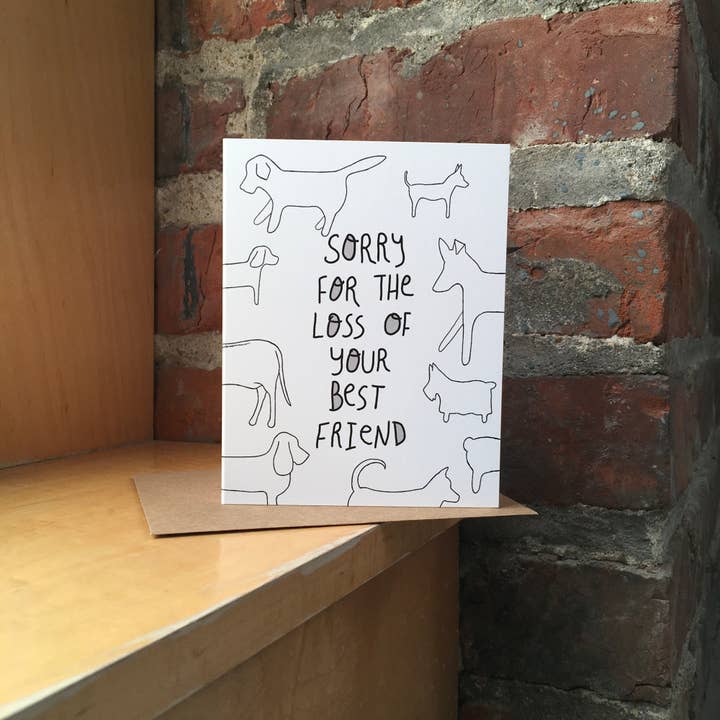 SORRY
FOR THE
LOSS OF
YOUR
BEST
FRIEND